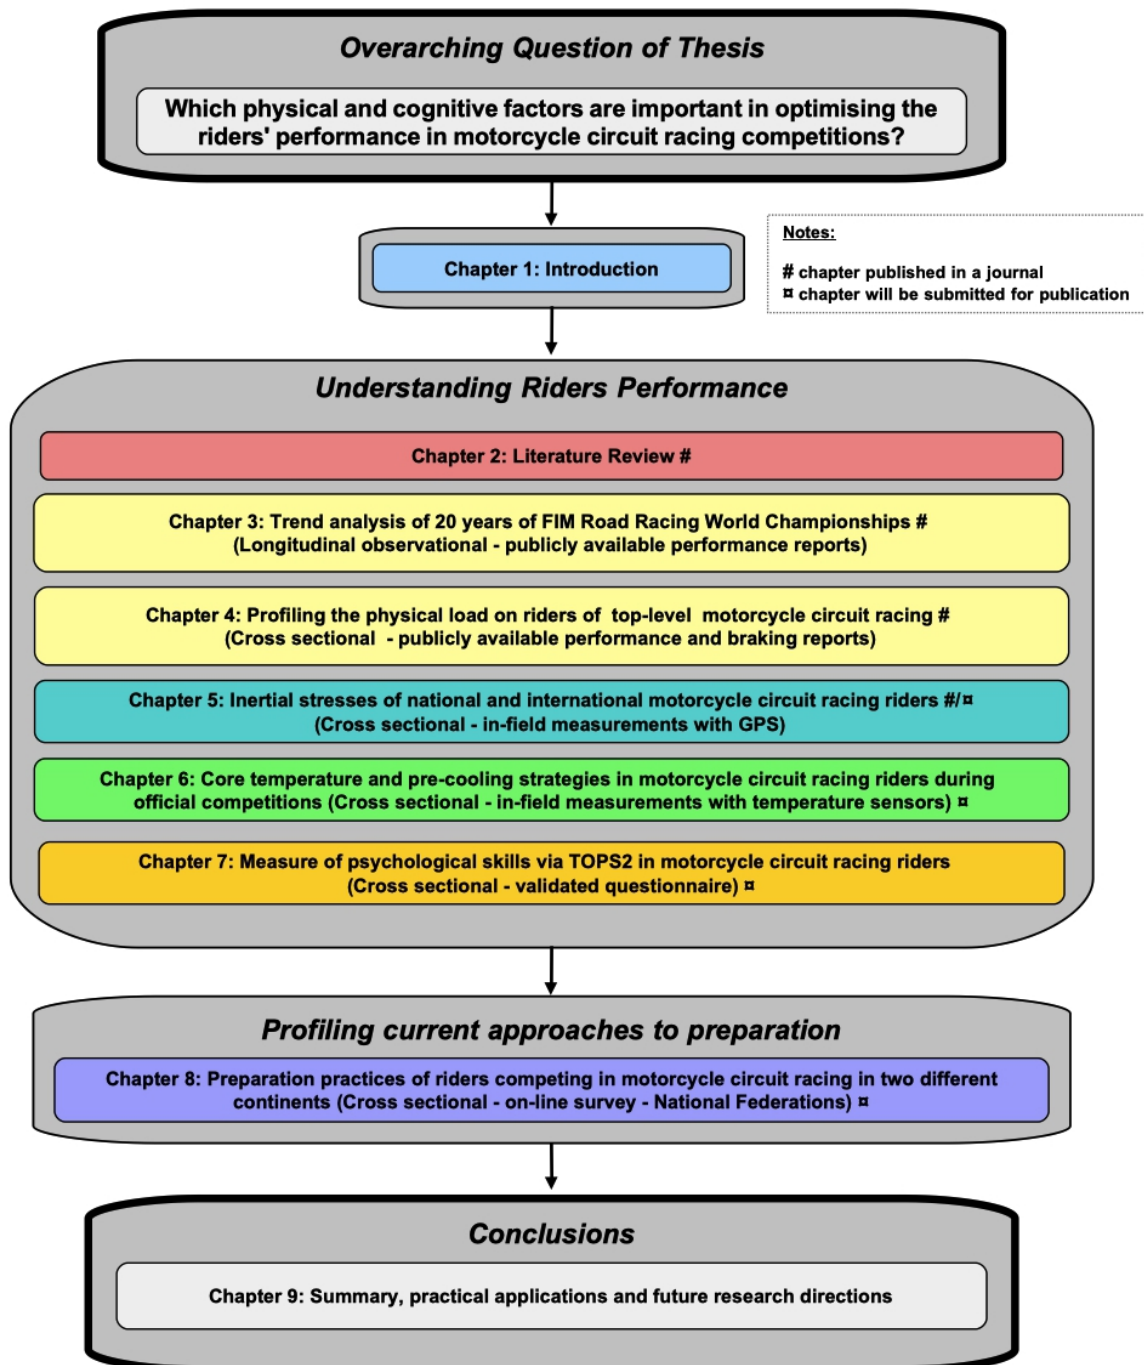 Overarching Question of Thesis
Which physical and cognitive factors are important in optimising the
riders' performance in motorcycle circuit racing competitions?
Chapter 1: Introduction
Notes:
# chapter published in a journal
¤ chapter will be submitted for publication
Understanding Riders Performance
Chapter 2: Literature Review #
Chapter 3: Trend analysis of 20 years of FIM Road Racing World Championships #
(Longitudinal observational - publicly available performance reports)
Chapter 4: Profiling the physical load on riders of top-level motorcycle circuit racing #
(Cross sectional - publicly available performance and braking reports)
Chapter 5: Inertial stresses of national and international motorcycle circuit racing riders #/¤
(Cross sectional - in-field measurements with GPS)
Chapter 6: Core temperature and pre-cooling strategies in motorcycle circuit racing riders during
official competitions (Cross sectional - in-field measurements with temperature sensors) ¤
Chapter 7: Measure of psychological skills via TOPS2 in motorcycle circuit racing riders
(Cross sectional - validated questionnaire) ¤
Profiling current approaches to preparation
Chapter 8: Preparation practices of riders competing in motorcycle circuit racing in two different
continents (Cross sectional - on-line survey - National Federations) ¤
Conclusions
Chapter 9: Summary, practical applications and future research directions